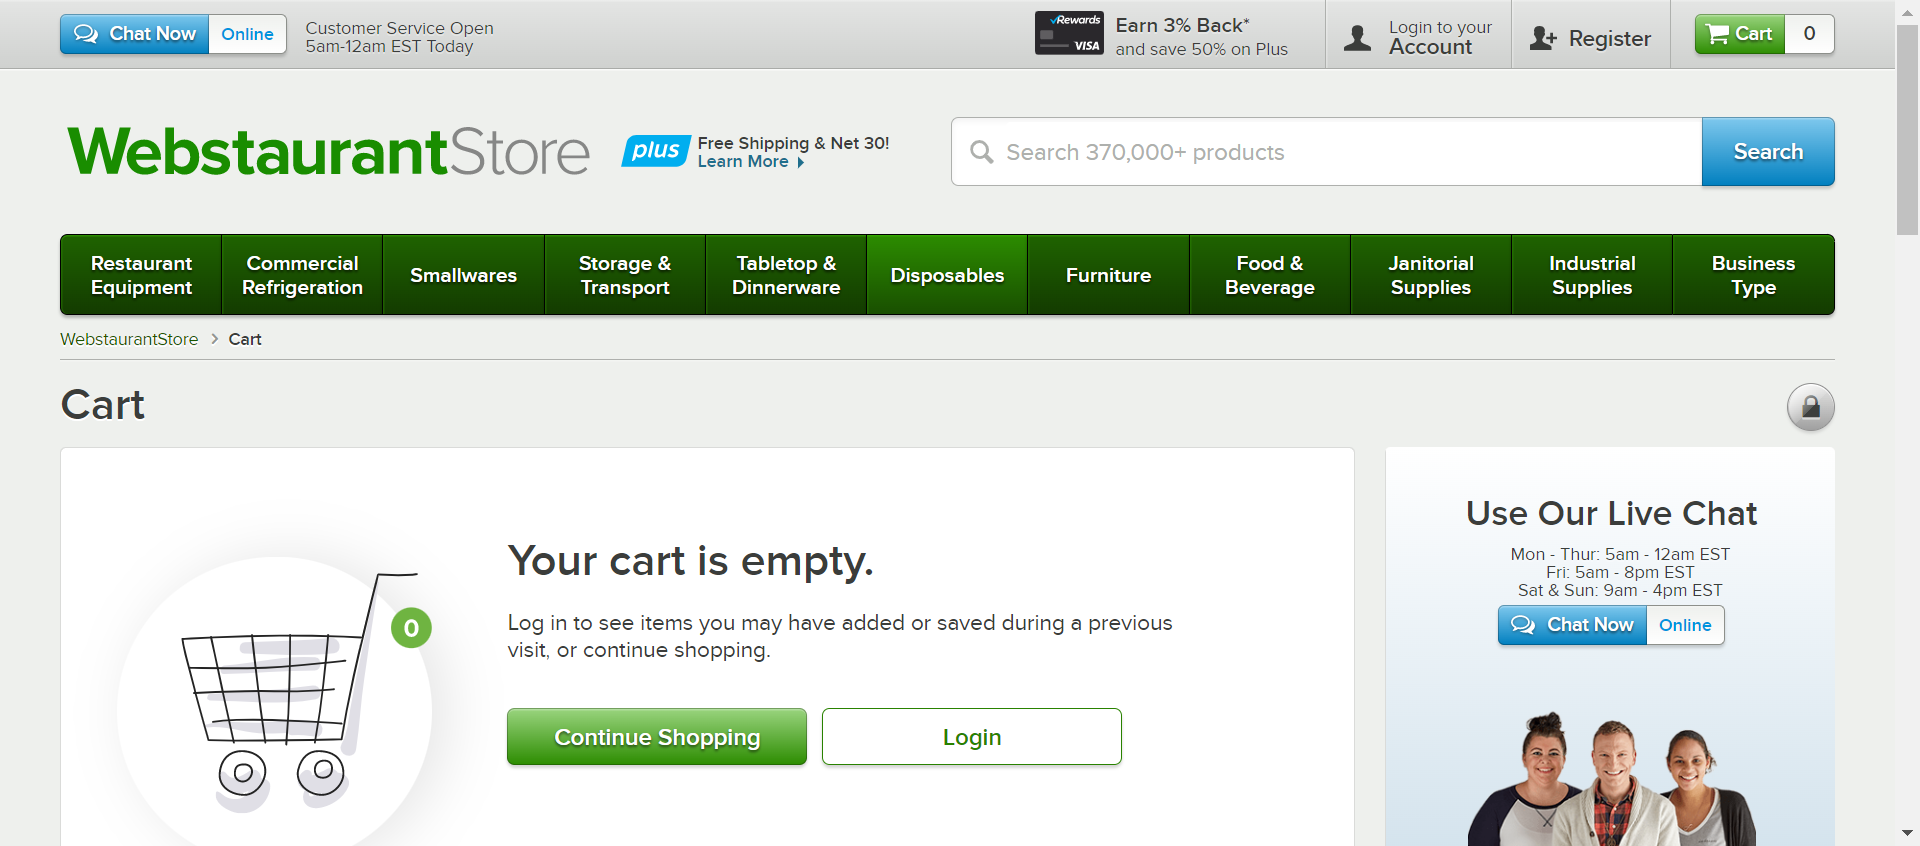 Chat Now
Online
Customer Service Open
5am-12am EST Today
Rewards
VISA
Earn 3% Back*
and save 50% on Plus
Login to your
Account
Register
Cart
0
WebstaurantStore
plus
Free Shipping & Net 30!
Learn More
Search 370,000+ products
Search
Restaurant
Equipment
Commercial
Refrigeration
Smallwares
Storage &
Transport
Tabletop &
Dinnerware
Disposables
Furniture
Food &
Beverage
Janitorial
Supplies
Industrial
Supplies
Business
Type
WebstaurantStore > Cart
Cart
0
Your cart is empty.
Log in to see items you may have added or saved during a previous
visit, or continue shopping.
Continue Shopping
Login
Use Our Live Chat
Mon - Thur: 5am - 12am EST
Fri: 5am - 8pm EST
Sat & Sun: 9am - 4pm EST
Chat Now
Online